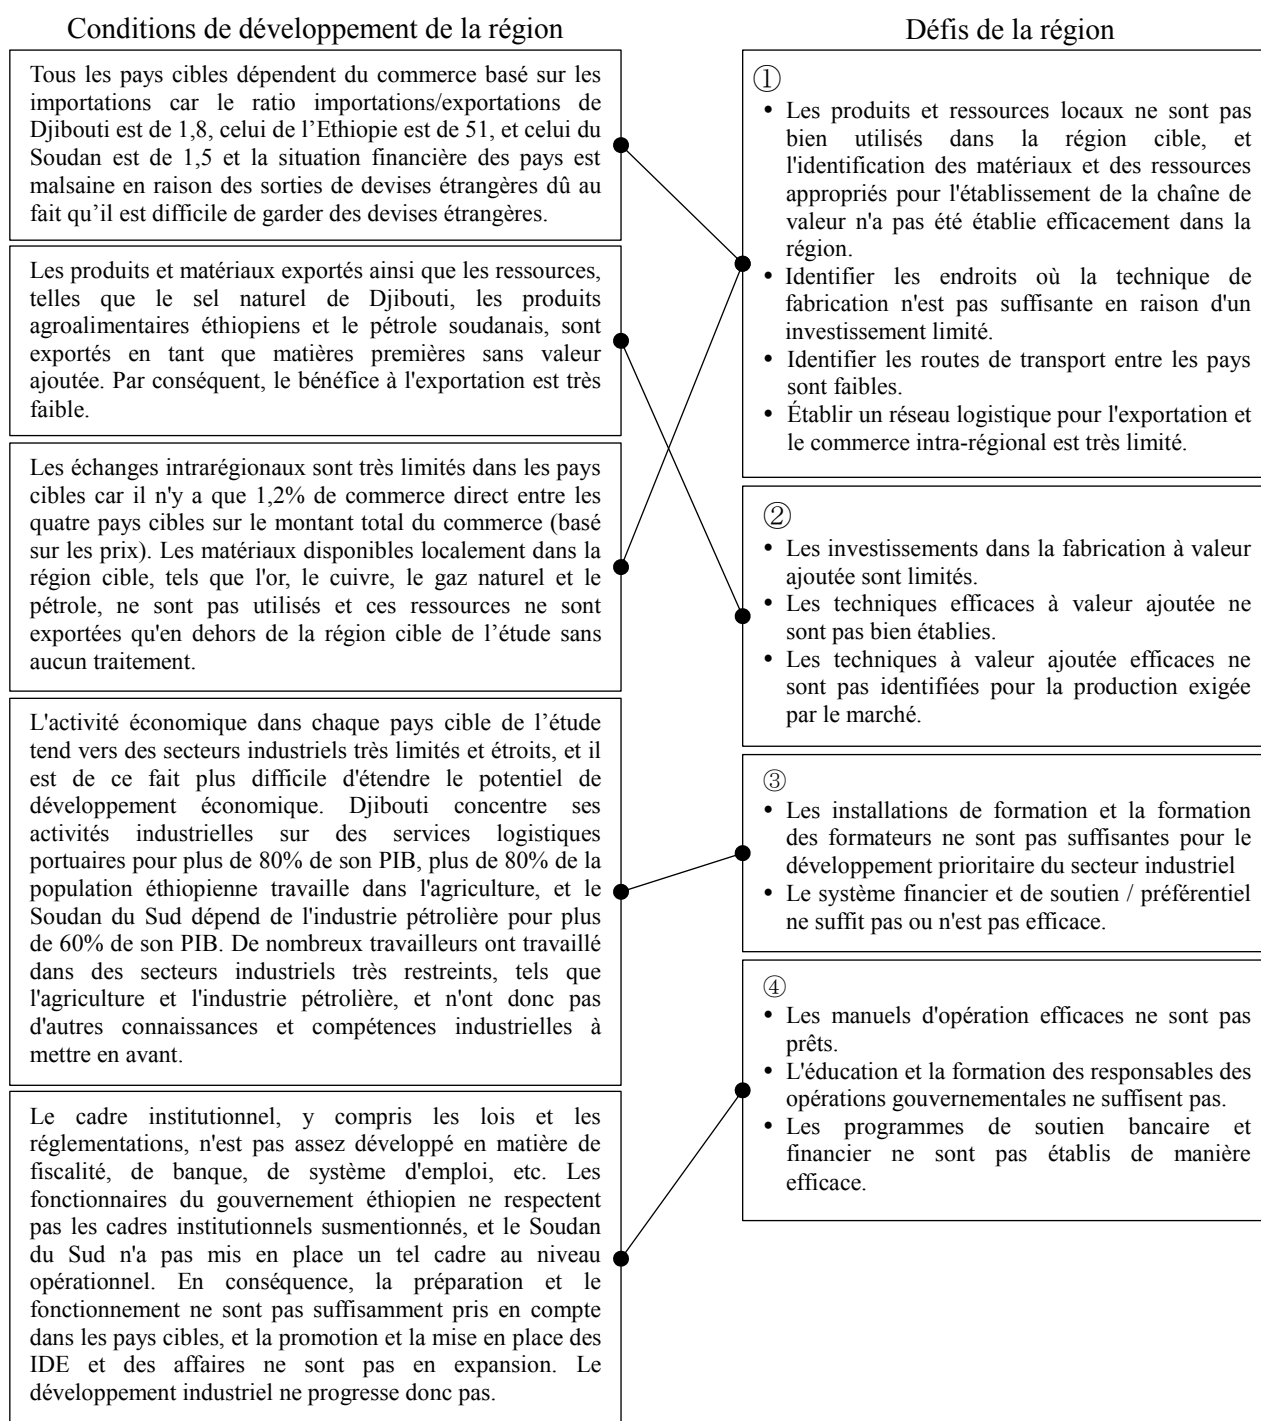 Conditions de développement de la région
Tous les pays cibles dépendent du commerce basé sur les
importations car le ratio importations/exportations de
Djibouti est de 1,8, celui de l’Ethiopie est de 51, et celui du
Soudan est de 1,5 et la situation financière des pays est
malsaine en raison des sorties de devises étrangères dû au
fait qu’il est difficile de garder des devises étrangères.
Les produits et matériaux exportés ainsi que les ressources,
telles que le sel naturel de Djibouti, les produits
agroalimentaires éthiopiens et le pétrole soudanais, sont
exportés en tant que matières premières sans valeur
ajoutée. Par conséquent, le bénéfice à l'exportation est très
faible.
Les échanges intrarégionaux sont très limités dans les pays
cibles car il n'y a que 1,2% de commerce direct entre les
quatre pays cibles sur le montant total du commerce (basé
sur les prix). Les matériaux disponibles localement dans la
région cible, tels que l'or, le cuivre, le gaz naturel et le
pétrole, ne sont pas utilisés et ces ressources ne sont
exportées qu'en dehors de la région cible de l’étude sans
aucun traitement.
L'activité économique dans chaque pays cible de l’étude
tend vers des secteurs industriels très limités et étroits, et il
est de ce fait plus difficile d'étendre le potentiel de
développement économique. Djibouti concentre ses
activités industrielles sur des services logistiques
portuaires pour plus de 80% de son PIB, plus de 80% de la
population éthiopienne travaille dans l'agriculture, et le
Soudan du Sud dépend de l'industrie pétrolière pour plus
de 60% de son PIB. De nombreux travailleurs ont travaillé
dans des secteurs industriels très restreints, tels que
l'agriculture et l'industrie pétrolière, et n'ont donc pas
d'autres connaissances et compétences industrielles à
mettre en avant.
Le cadre institutionnel, y compris les lois et les
réglementations, n'est pas assez développé en matière de
fiscalité, de banque, de système d'emploi, etc. Les
fonctionnaires du gouvernement éthiopien ne respectent
pas les cadres institutionnels susmentionnés, et le Soudan
du Sud n'a pas mis en place un tel cadre au niveau
opérationnel. En conséquence, la préparation et le
fonctionnement ne sont pas suffisamment pris en compte
dans les pays cibles, et la promotion et la mise en place des
IDE et des affaires ne sont pas en expansion. Le
développement industriel ne progresse donc pas.
Défis de la région
①
• Les produits et ressources locaux ne sont pas
bien utilisés dans la région cible, et
l'identification des matériaux et des ressources
appropriés pour l'établissement de la chaîne de
valeur n'a pas été établie efficacement dans la
région.
• Identifier les endroits où la technique de
fabrication n'est pas suffisante en raison d'un
investissement limité.
• Identifier les routes de transport entre les pays
sont faibles.
• Établir un réseau logistique pour l'exportation et
le commerce intra-régional est très limité.
②
• Les investissements dans la fabrication à valeur
ajoutée sont limités.
• Les techniques efficaces à valeur ajoutée ne
sont pas bien établies.
• Les techniques à valeur ajoutée efficaces ne
sont pas identifiées pour la production exigée
par le marché.
③
• Les installations de formation et la formation
des formateurs ne sont pas suffisantes pour le
développement prioritaire du secteur industriel
• Le système financier et de soutien / préférentiel
ne suffit pas ou n'est pas efficace.
④
• Les manuels d'opération efficaces ne sont pas
prêts.
• L'éducation et la formation des responsables des
opérations gouvernementales ne suffisent pas.
• Les programmes de soutien bancaire et
financier ne sont pas établis de manière
efficace.